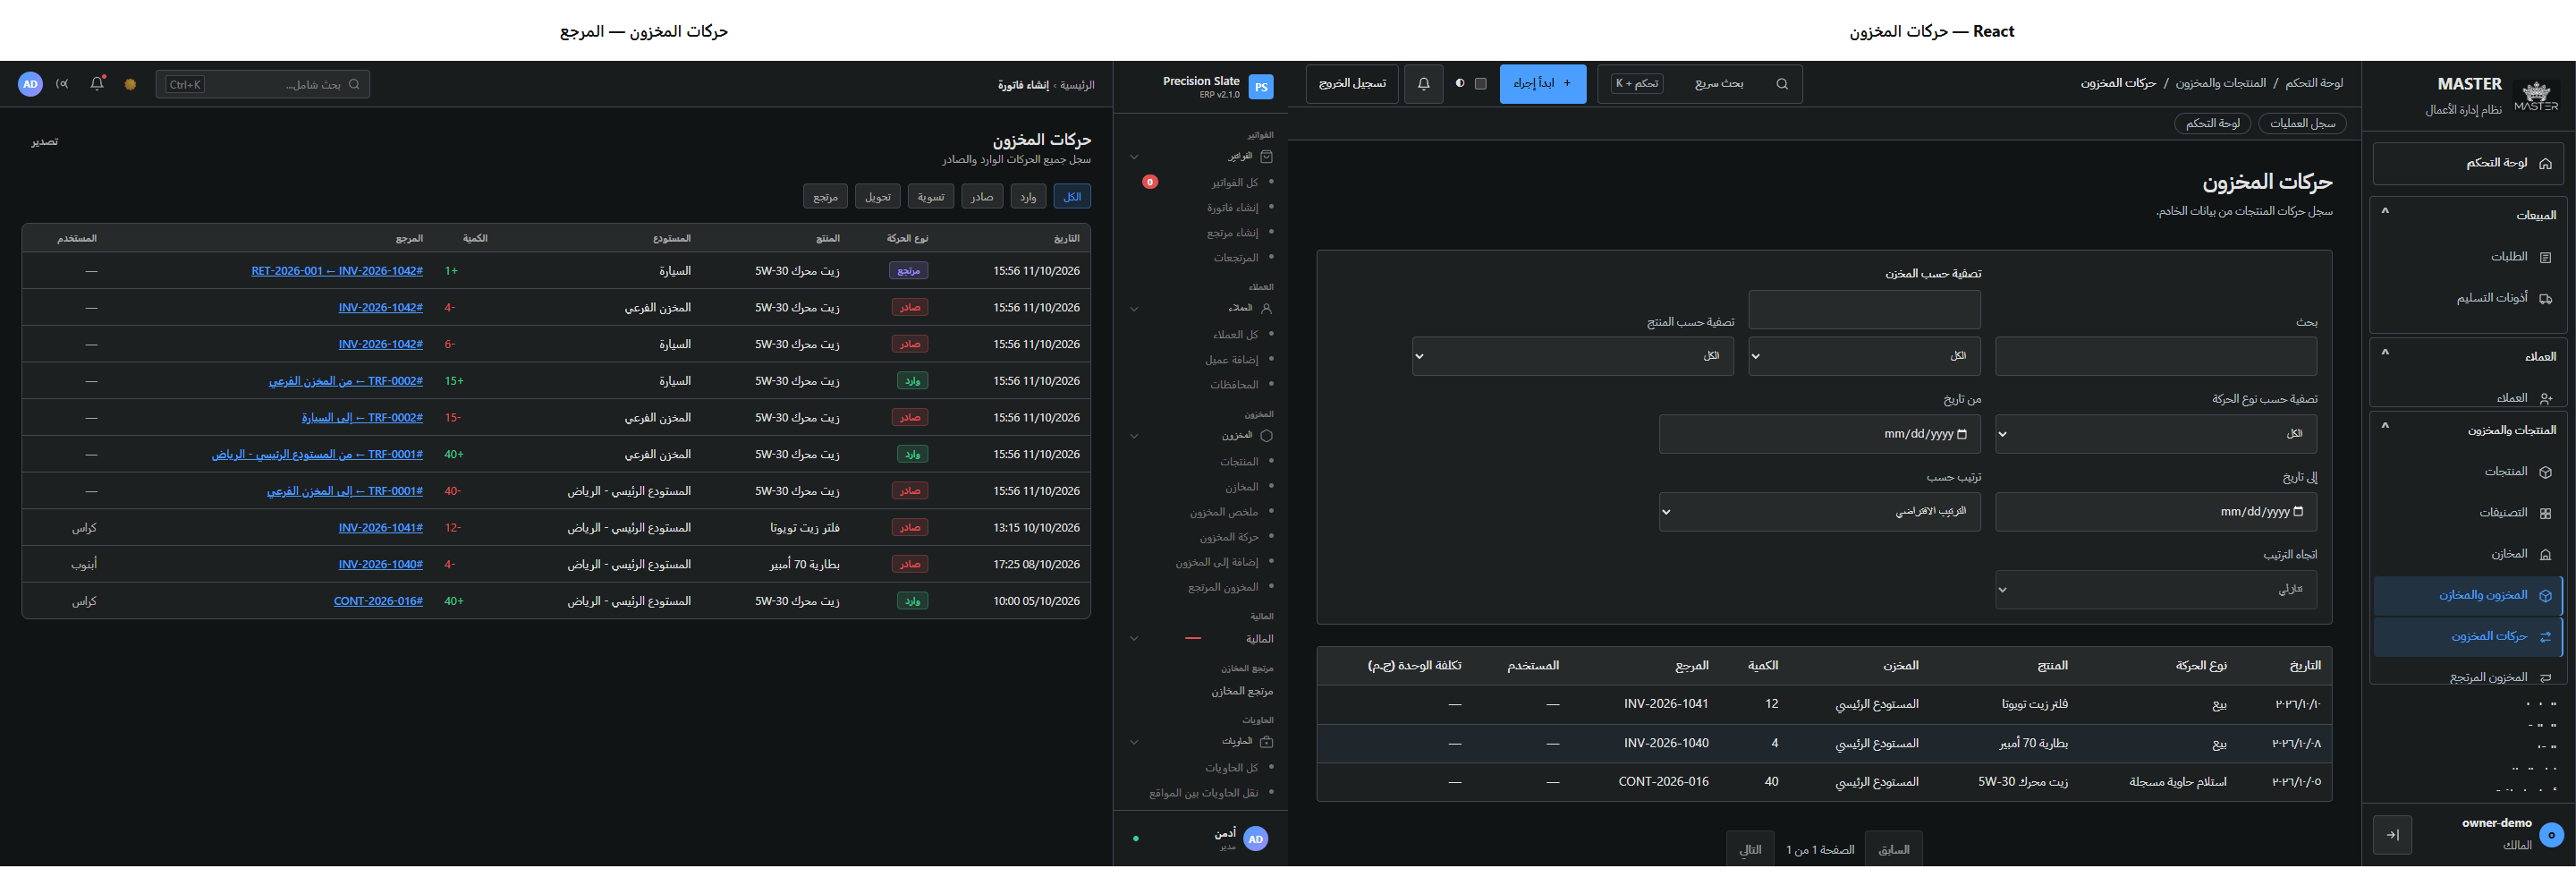 React — حركات المخزون
حركات المخزون — المرجع
MASTER
نظام إدارة الأعمال
MASTER
لوحة التحكم
المبيعات
الطلبات
أذونات التسليم
العملاء
العملاء
المنتجات والمخزون
المنتجات
التصنيفات
المخازن
المخزون والمخازن
حركات المخزون
المخزون المرتجع
owner-demo
المالك
لوحة التحكم / المنتجات والمخزون / حركات المخزون
بحث سريع
تحكم + K
+ ابدأ إجراء
تسجيل الخروج
سجل العمليات
لوحة التحكم
حركات المخزون
سجل حركات المنتجات من بيانات الخادم.
بحث
تصفية حسب المخزن
الكل
تصفية حسب المنتج
الكل
تصفية حسب نوع الحركة
الكل
من تاريخ
mm/dd/yyyy
إلى تاريخ
mm/dd/yyyy
ترتيب حسب
الترتيب الافتراضي
اتجاه الترتيب
تنازلي
التاريخ نوع الحركة المنتج المخزن الكمية المرجع المستخدم تكلفة الوحدة (ج.م)
٢٠٢٦/١٠/١٠ بيع فلتر زيت تويوتا المستودع الرئيسي 12 INV-2026-1041 — —
٢٠٢٦/١٠/٠٨ بيع بطارية 70 أمبير المستودع الرئيسي 4 INV-2026-1040 — —
٢٠٢٦/١٠/٠٥ استلام حاوية مسجلة زيت محرك 5W-30 المستودع الرئيسي 40 CONT-2026-016 — —
السابق
الصفحة 1 من 1
التالي
Precision Slate
ERP v2.1.0
PS
الفواتير
الفواتير
كل الفواتير
0
إنشاء فاتورة
إنشاء مرتجع
المرتجعات
العملاء
العملاء
كل العملاء
إضافة عميل
المحافظات
المخزون
المخزون
المنتجات
المخازن
ملخص المخزون
حركة المخزون
إضافة إلى المخزون
المخزون المرتجع
المالية
المالية
مرتجع المخازن
مرتجع المخازن
الحاويات
الحاويات
كل الحاويات
نقل الحاويات بين المواقع
أدمن
مدير
AD
الرئيسية › إنشاء فاتورة
بحث شامل...
Ctrl+K
AD
حركات المخزون
سجل جميع الحركات الوارد والصادر
تصدير
الكل
وارد
صادر
تسوية
تحويل
مرتجع
التاريخ نوع الحركة المنتج المستودع الكمية المرجع المستخدم
11/10/2026 15:56 مرتجع زيت محرك 5W-30 السيارة +1 #RET-2026-001 ← INV-2026-1042 —
11/10/2026 15:56 صادر زيت محرك 5W-30 المخزن الفرعي -4 #INV-2026-1042 —
11/10/2026 15:56 صادر زيت محرك 5W-30 السيارة -6 #INV-2026-1042 —
11/10/2026 15:56 وارد زيت محرك 5W-30 السيارة +15 #TRF-0002 ← من المخزن الفرعي —
11/10/2026 15:56 صادر زيت محرك 5W-30 المخزن الفرعي -15 #TRF-0002 ← إلى السيارة —
11/10/2026 15:56 وارد زيت محرك 5W-30 المخزن الفرعي +40 #TRF-0001 ← من المستودع الرئيسي - الرياض —
11/10/2026 15:56 صادر زيت محرك 5W-30 المستودع الرئيسي - الرياض -40 #TRF-0001 ← إلى المخزن الفرعي —
10/10/2026 13:15 صادر فلتر زيت تويوتا المستودع الرئيسي - الرياض -12 #INV-2026-1041 كراس
08/10/2026 17:25 صادر بطارية 70 أمبير المستودع الرئيسي - الرياض -4 #INV-2026-1040 أبنوب
05/10/2026 10:00 وارد زيت محرك 5W-30 المستودع الرئيسي - الرياض +40 #CONT-2026-016 كراس